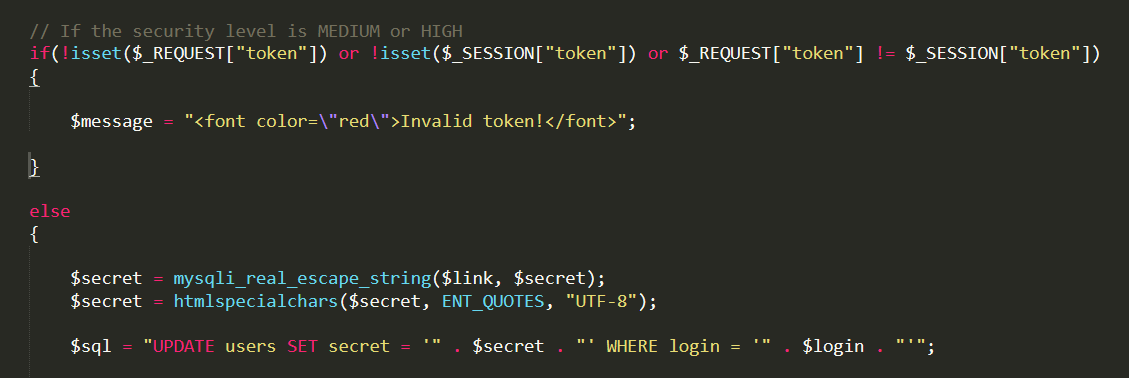 // If the security level is MEDIUM or HIGH
if(!isset($_REQUEST["token"]) or !isset($_SESSION["token"]) or $_REQUEST["token"] != $_SESSION["token"])
{
$message = "<font color=\"red\">Invalid token!</font>";
}
else
{
$secret = mysqli_real_escape_string($link, $secret);
$secret = htmlspecialchars($secret, ENT_QUOTES, "UTF-8");
$sql = "UPDATE users SET secret = '" . $secret . "' WHERE login = '" . $login . "'";